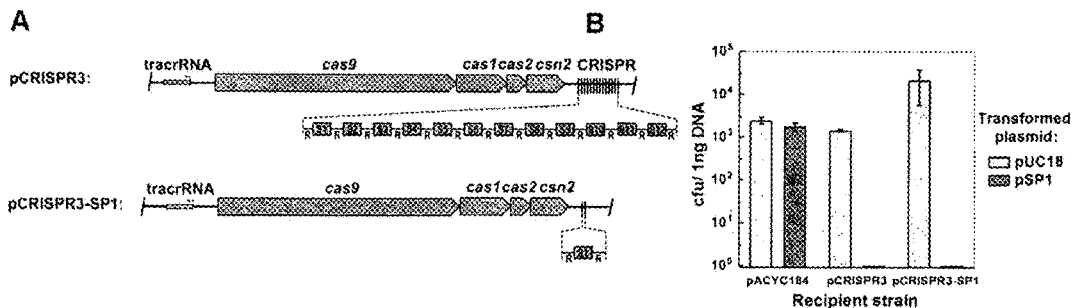 A
B
tracrRNA cas9 cas1 cas2 csn2 CRISPR
pCRISPR3:
R R R R R R R R R R R R R
tracrRNA cas9 cas1 cas2 csn2
pCRISPR3-SP1:
R R
cfu/ 1ng DNA
10⁵
10⁴
10³
10²
10¹
10⁰
pACYC184 pCRISPR3 pCRISPR3-SP1
Recipient strain
Transformed
plasmid:
pUC18
pSP1